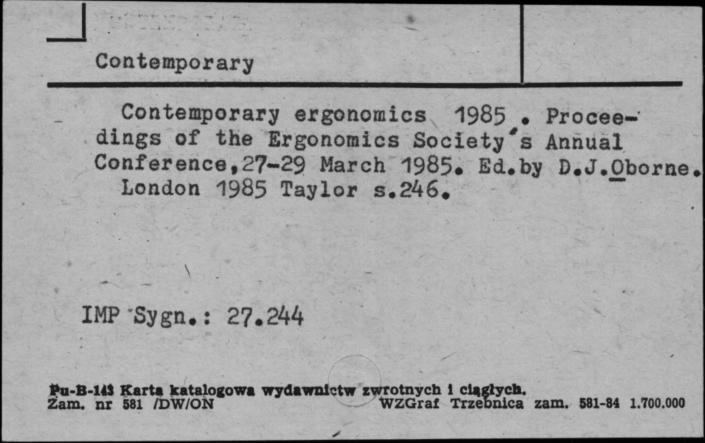 Contemporary
Contemporary ergonomics 1985 . Procee-
dings of the Ergonomics Society's Annual
Conference,27-29 March 1985. Ed.by D.J.Oborne.
London 1985 Taylor s.246.
IMP Sygn.: 27.244
Pu-B-143 Karta katalogowa wydawnictw zwrotnych i ciągłych.
Zam. nr 581 /DW/ON WZGraf Trzebnica zam. 581-84 1.700.000